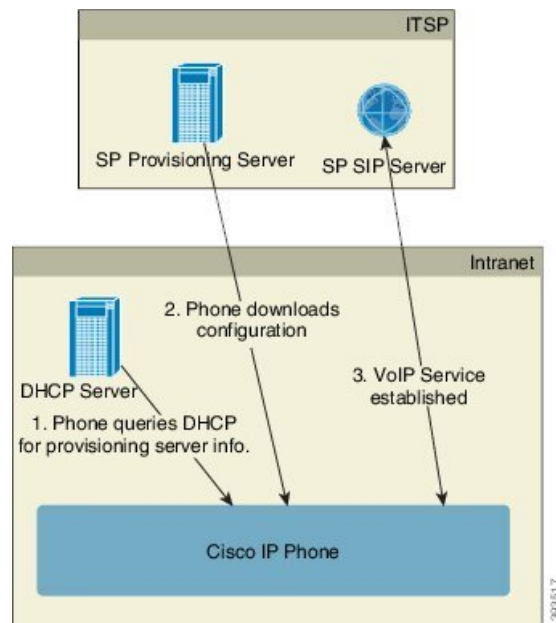 ITSP
SP Provisioning Server
SP SIP Server
Intranet
2. Phone downloads
configuration
DHCP Server
3. VoIP Service
established
1. Phone queries DHCP
for provisioning server info.
Cisco IP Phone
393517